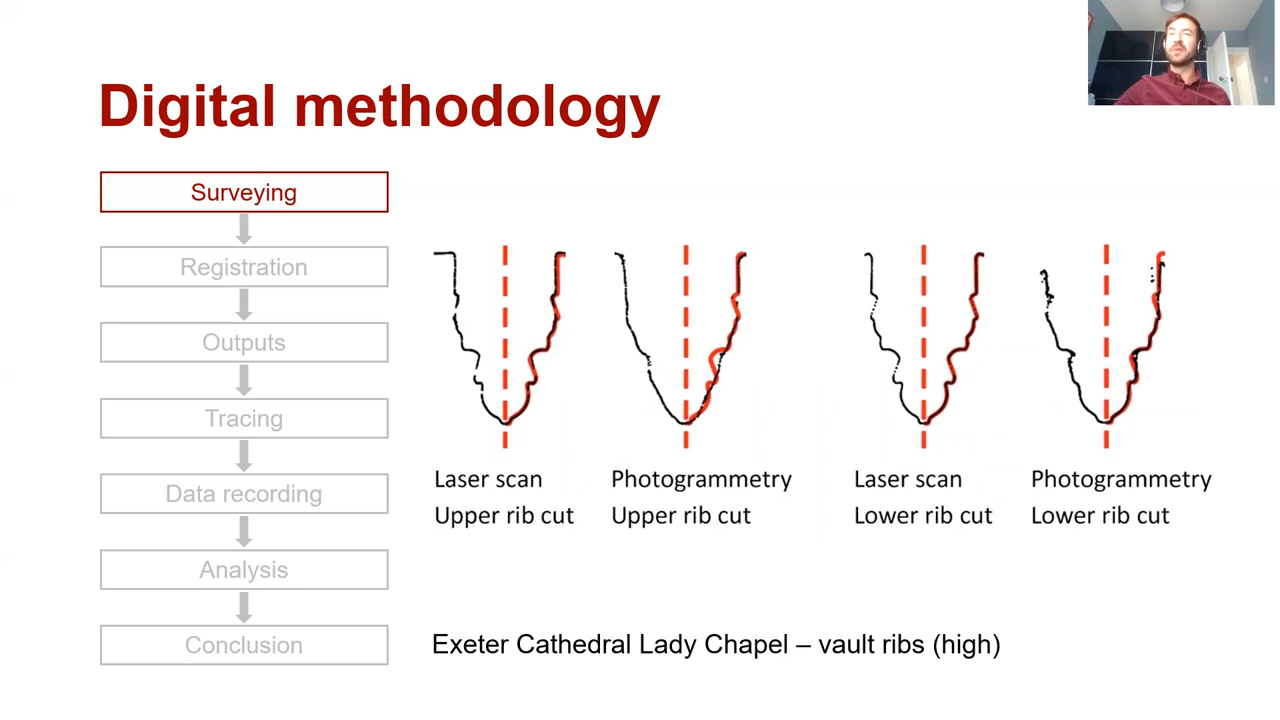 Digital methodology
Surveying
Registration
Outputs
Tracing
Data recording
Analysis
Conclusion
Laser scan
Upper rib cut
Photogrammetry
Upper rib cut
Laser scan
Lower rib cut
Photogrammetry
Lower rib cut
Exeter Cathedral Lady Chapel – vault ribs (high)